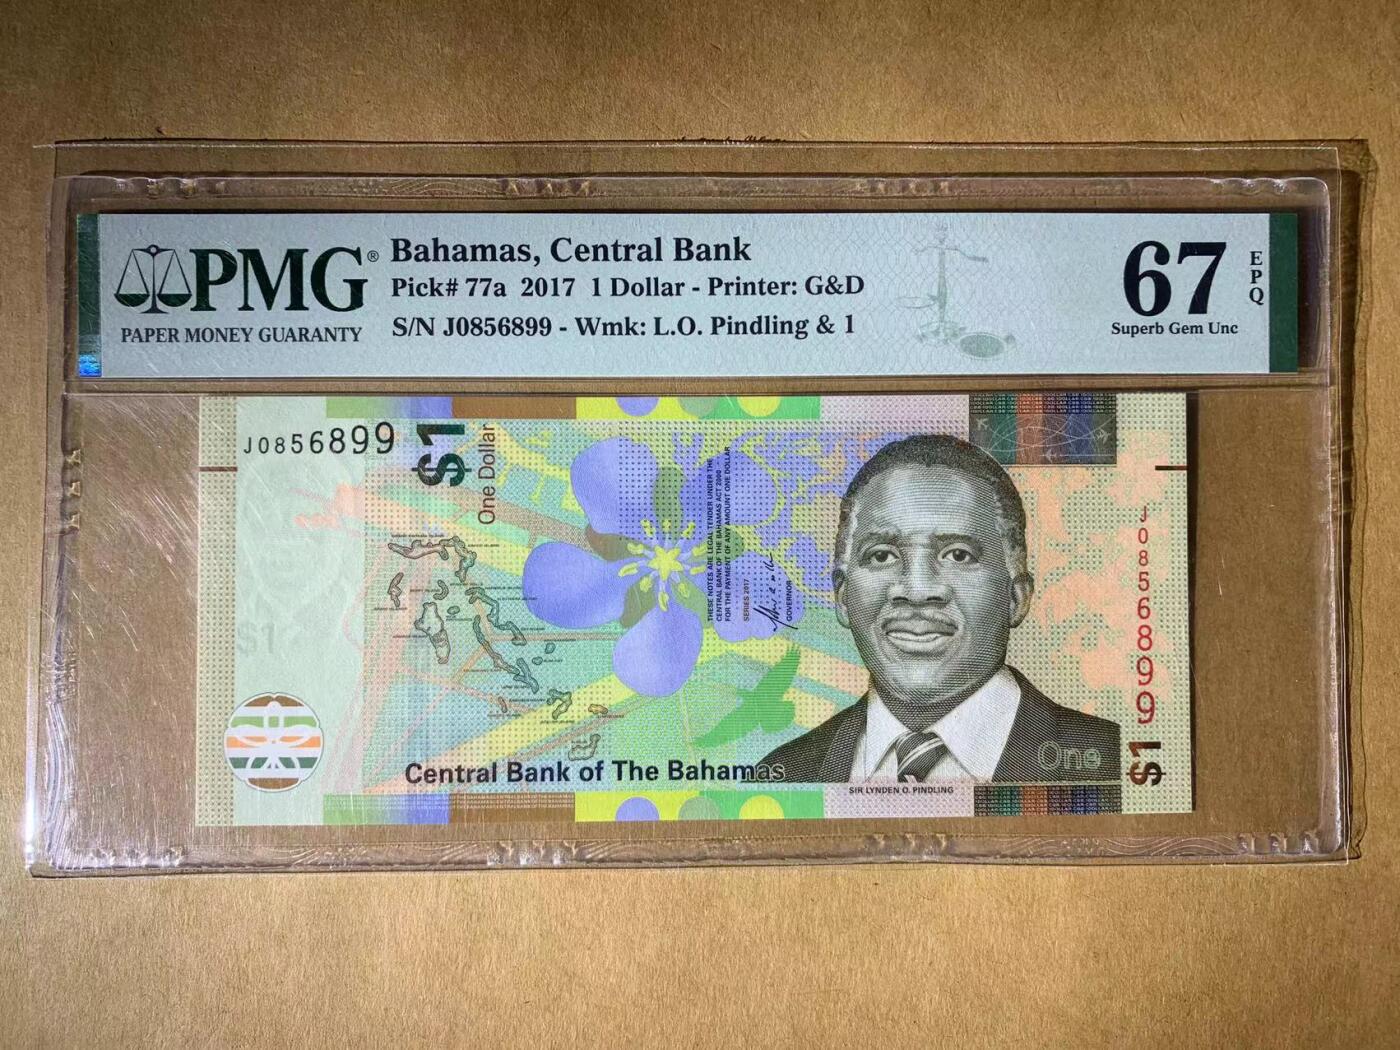 PMG®
PAPER MONEY GUARANTY
Bahamas, Central Bank
Pick# 77a 2017 1 Dollar - Printer: G&D
S/N J0856899 - Wmk: L.O. Pindling & 1
67
EPQ
Superb Gem Unc
J0856899
$1
One Dollar
THESE NOTES ARE LEGAL TENDER UNDER THE
CENTRAL BANK OF THE BAHAMAS ACT 2000
FOR THE PAYMENT OF ANY AMOUNT ONE DOLLAR
SERIES 2017
GOVERNOR
J0856899
$1
One
Central Bank of The Bahamas
SIR LYNDEN O. PINDLING
$1